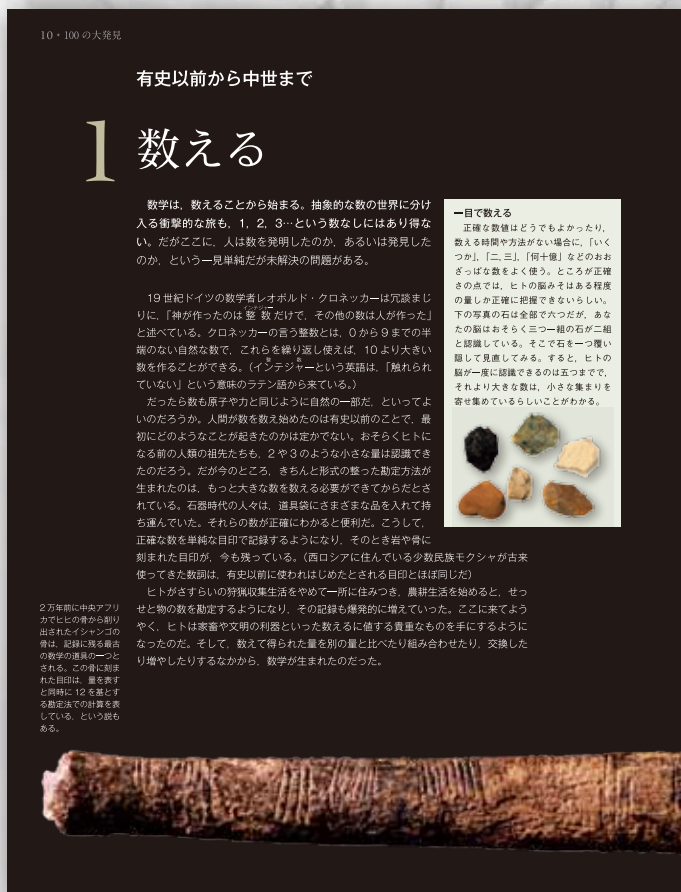 10・100 の大発見
有史以前から中世まで
1 数える
数学は，数えることから始まる。抽象的な数の世界に分け
入る衝撃的な旅も，1，2，3…という数なしにはあり得な
い。だがここに，人は数を発明したのか，あるいは発見した
のか，という一見単純だが未解決の問題がある。
19 世紀ドイツの数学者レオポルド・クロネッカーは冗談まじ
りに，「神が作ったのは整数だけで，その他の数は人が作った」
と述べている。クロネッカーの言う整数とは，0 から 9 までの半
端のない自然な数で，これらを繰り返し使えば，10 より大きい
数を作ることができる。（インテジャーという英語は，「触れられ
ていない」という意味のラテン語から来ている。）
だったら数も原子や力と同じように自然の一部だ，といってよ
いのだろうか。人間が数を数え始めたのは有史以前のことで，最
初にどのようなことが起きたのかは定かでない。おそらくヒトに
なる前の人類の祖先たちも，2 や 3 のような小さな量は認識でき
たのだろう。だが今のところ，きちんと形式の整った勘定方法が
生まれたのは，もっと大きな数を数える必要ができてからだとさ
れている。石器時代の人々は，道具袋にさまざまな品を入れて持
ち運んでいた。それらの数が正確にわかると便利だ。こうして，
正確な数を単純な目印で記録するようになり，そのとき岩や骨に
刻まれた目印が，今も残っている。（西ロシアに住んでいる少数民族モクシャが古来
使ってきた数詞は，有史以前に使われはじめたとされる目印とほぼ同じだ）
ヒトがさすらいの狩猟収集生活をやめて一所に住みつき，農耕生活を始めると，せっ
せと物の数を勘定するようになり，その記録も爆発的に増えていった。ここに来てよう
やく，ヒトは家畜や文明の利器といった数えるに値する貴重なものを手にするように
なったのだ。そして，数えて得られた量を別の量と比べたり組み合わせたり，交換した
り増やしたりするなかから，数学が生まれたのだった。
一目で数える
正確な数値はどうでもよかったり，
数える時間や方法がない場合に，「いく
つか」，「二，三」，「何十億」などのおお
ざっぱな数をよく使う。ところが正確
さの点では，ヒトの脳みそはある程度
の量しか正確に把握できないらしい。
下の写真の石は全部で六つだが，あな
たの脳はおそらく三つ一組の石が二組
と認識している。そこで石を一つ覆い
隠して見直してみる。すると，ヒトの
脳が一度に認識できるのは五つまでで，
それより大きな数は，小さな集まりを
寄せ集めているらしいことがわかる。
2 万年前に中央アフリ
カでヒヒの骨から削り
出されたイシャンゴの
骨は，記録に残る最古
の数学の道具の一つと
される。この骨に刻ま
れた目印は，量を表す
と同時に 12 を基とす
る勘定法での計算を表
している，という説も
ある。